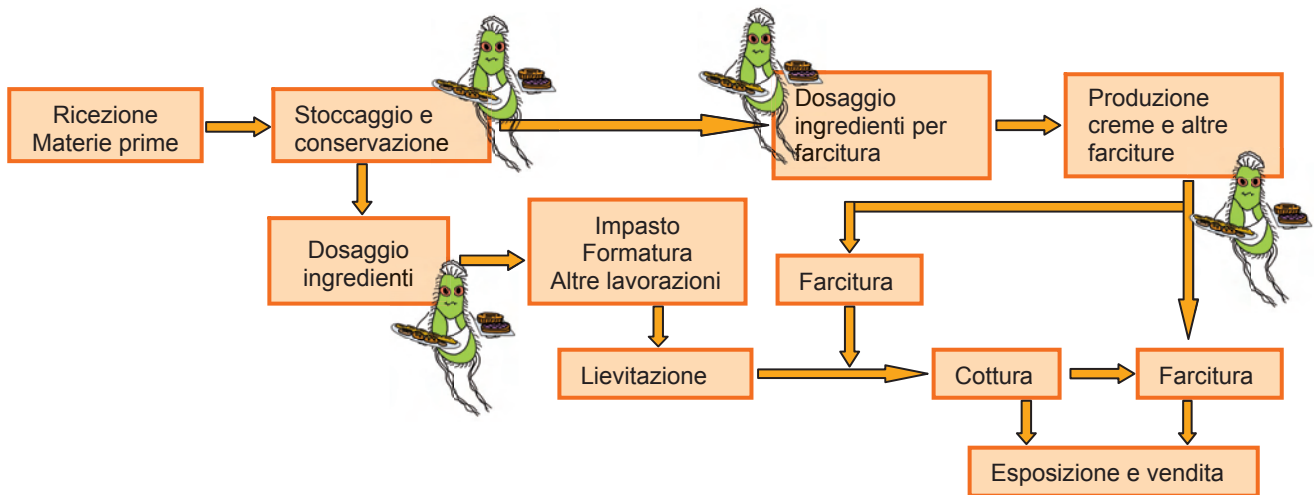 Ricezione
Materie prime
Stoccaggio e
conservazione
Dosaggio
ingredienti per
farcitura
Produzione
creme e altre
farciture
Dosaggio
ingredienti
Impasto
Formatura
Altre lavorazioni
Farcitura
Lievitazione
Cottura
Farcitura
Esposizione e vendita